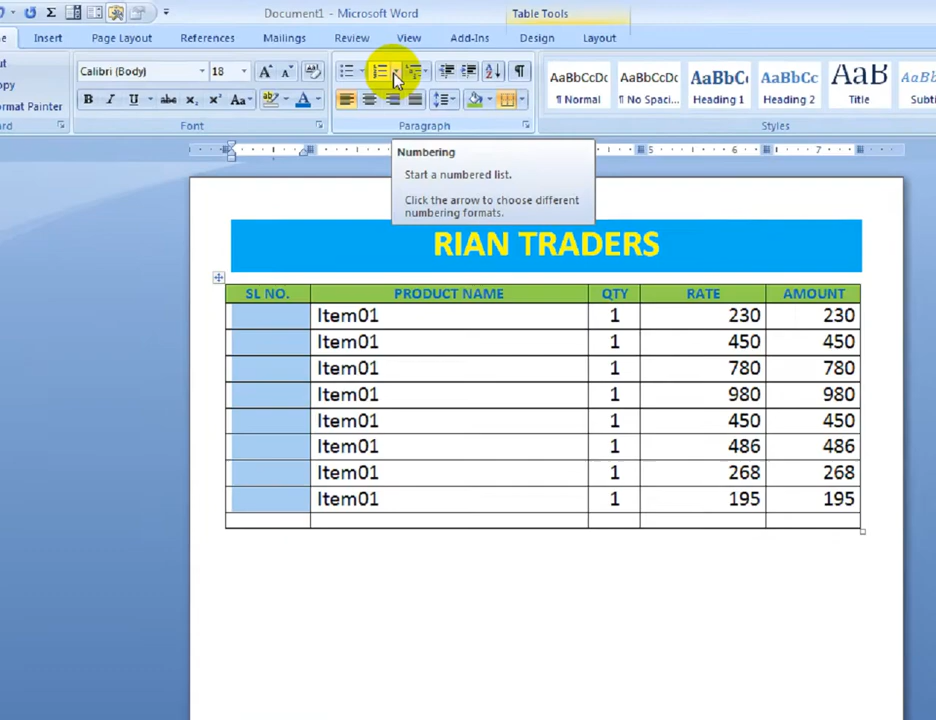 Document1 - Microsoft Word
Table Tools
Insert
Page Layout
References
Mailings
Review
View
Add-Ins
Design
Layout
Calibri (Body)
18
AaBbCcDc
AaBbCcDc
AaBbC
AaBbCc
AaB
AaBbCc
ormat Painter
¶ Normal
¶ No Spaci...
Heading 1
Heading 2
Title
Subti
Font
Paragraph
Styles
Numbering
Start a numbered list.
Click the arrow to choose different
numbering formats.
RIAN TRADERS
SL NO. PRODUCT NAME QTY RATE AMOUNT
Item01 1 230 230
Item01 1 450 450
Item01 1 780 780
Item01 1 980 980
Item01 1 450 450
Item01 1 486 486
Item01 1 268 268
Item01 1 195 195